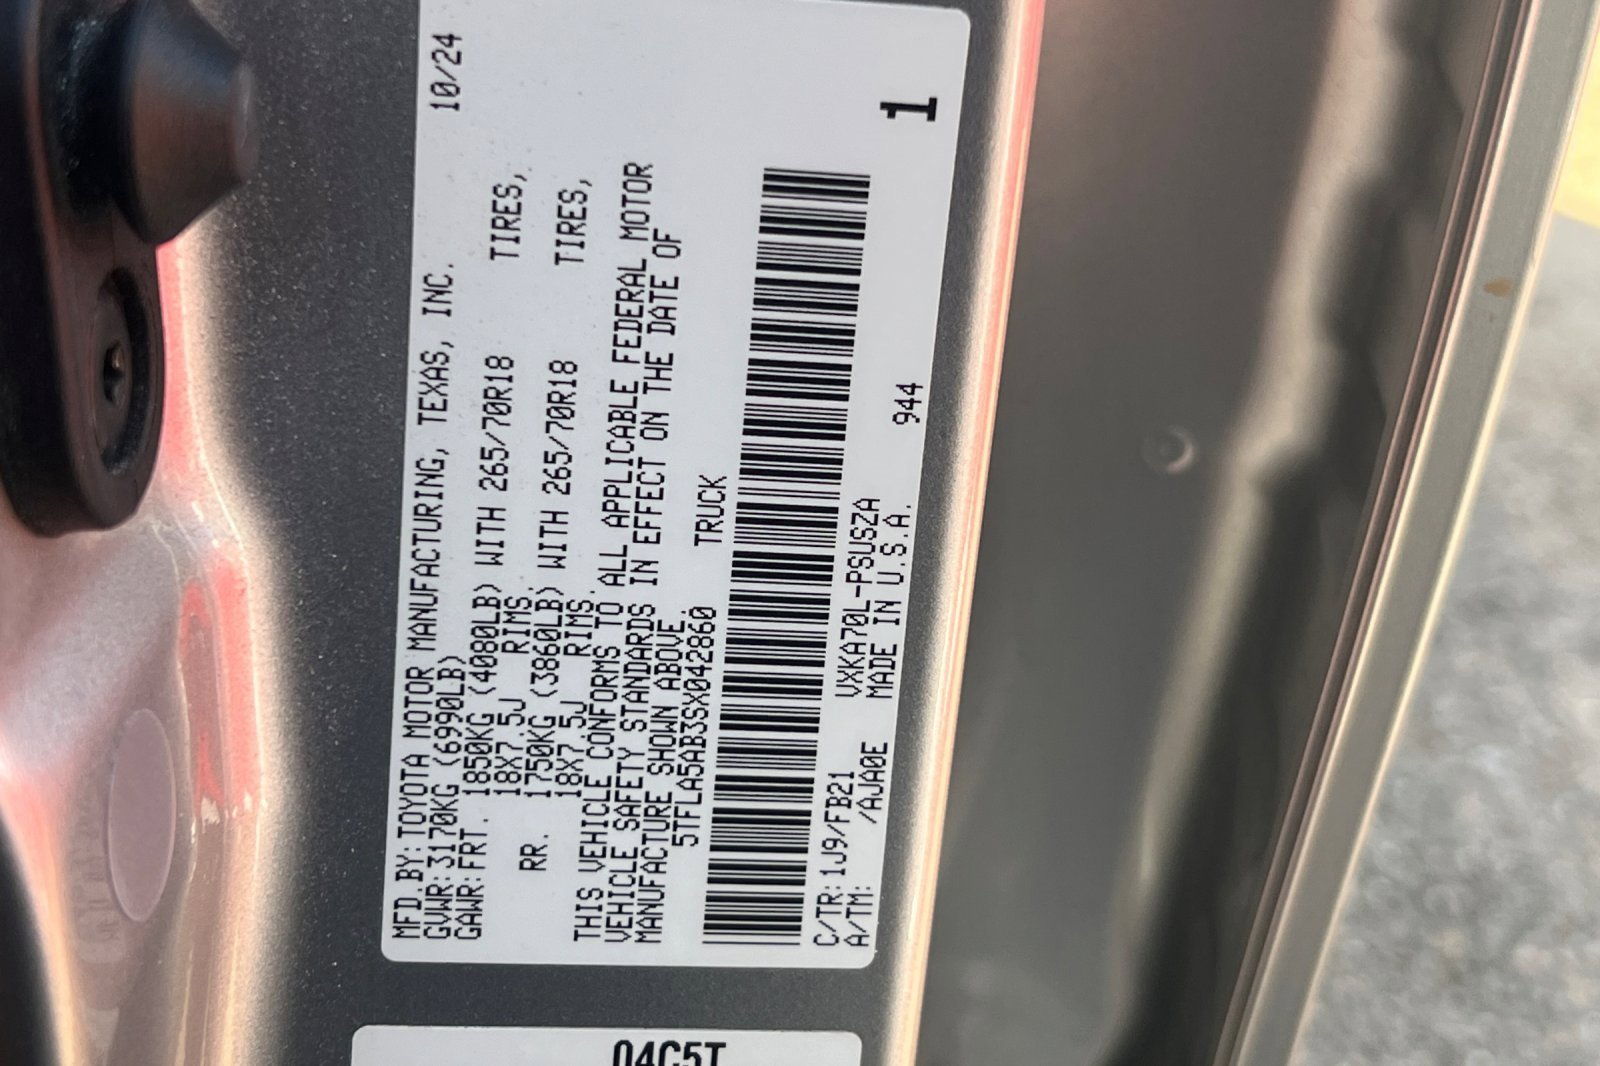 MFD.BY:TOYOTA MOTOR MANUFACTURING, TEXAS, INC. 10/24
GVWR:3170KG (6990LB)
GAWR:FRT. 1850KG (4080LB) WITH 265/70R18 TIRES,
18X7.5J RIMS.
RR. 1750KG (3860LB) WITH 265/70R18 TIRES,
18X7.5J RIMS.
THIS VEHICLE CONFORMS TO ALL APPLICABLE FEDERAL MOTOR
VEHICLE SAFETY STANDARDS IN EFFECT ON THE DATE OF
MANUFACTURE SHOWN ABOVE.
5TFLA5AB3SX042860 TRUCK
C/TR:1J9/FB21 VXKA70L-PSUSZA 944
A/TM: /AJA0E MADE IN U.S.A. 1
04C5T